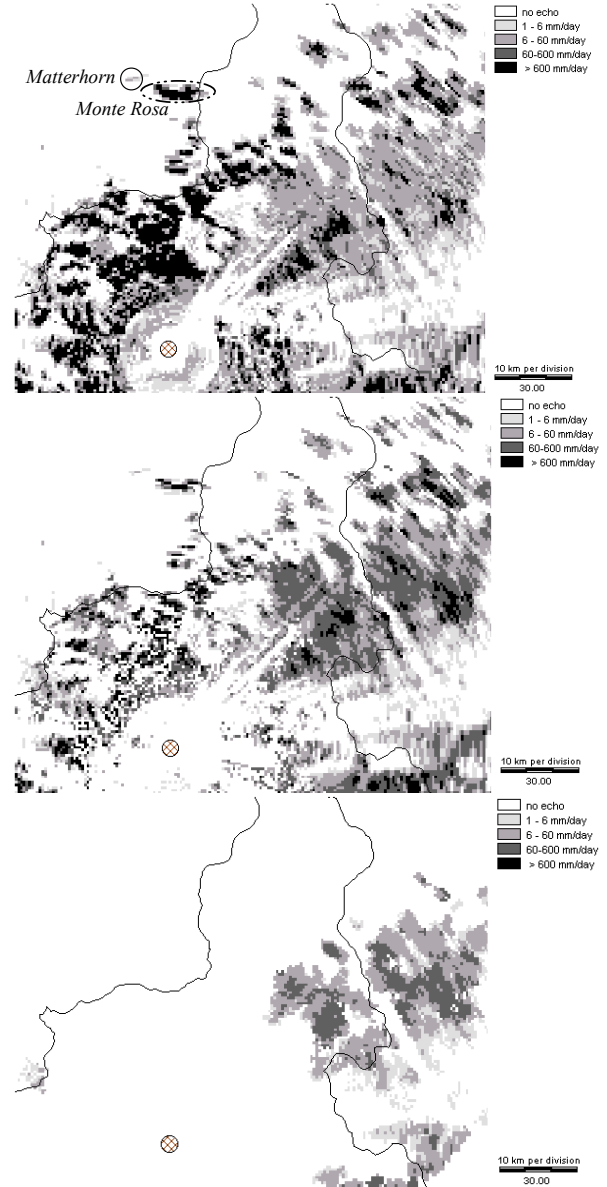 no echo
1 - 6 mm/day
6 - 60 mm/day
60-600 mm/day
> 600 mm/day
Matterhorn
Monte Rosa
10 km per division
30.00
no echo
1 - 6 mm/day
6 - 60 mm/day
60-600 mm/day
> 600 mm/day
10 km per division
30.00
no echo
1 - 6 mm/day
6 - 60 mm/day
60-600 mm/day
> 600 mm/day
10 km per division
30.00